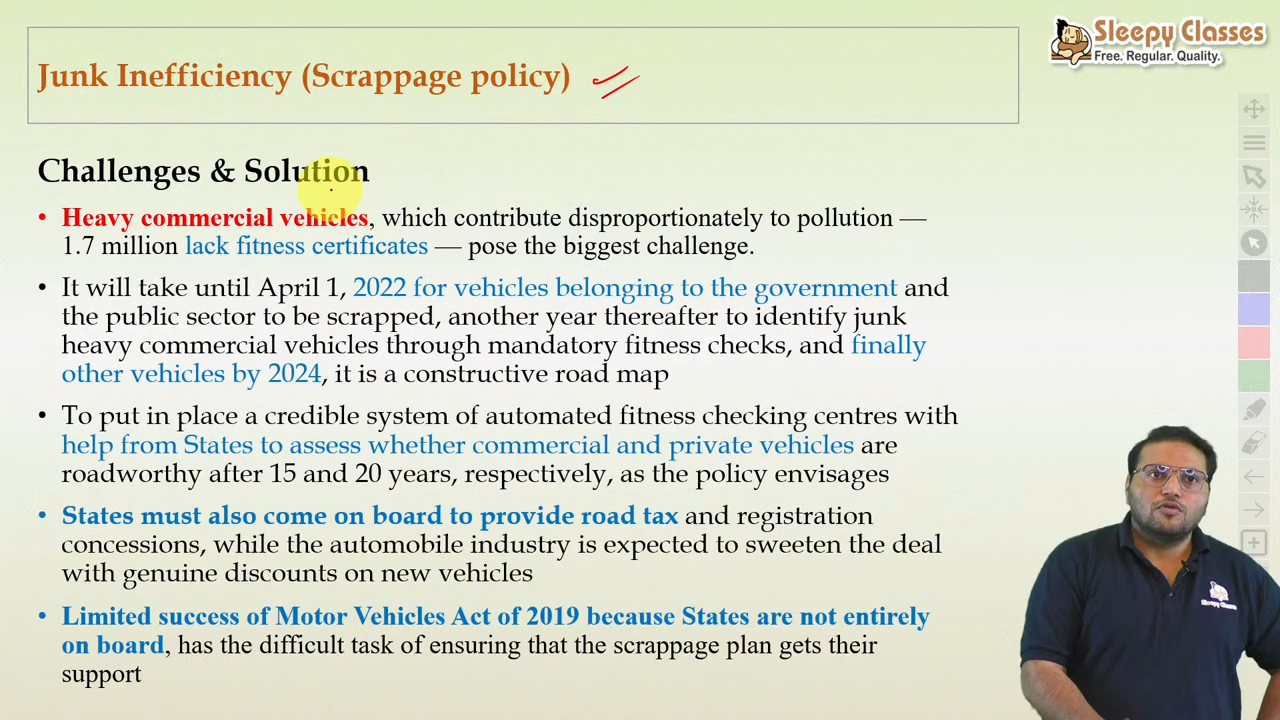 Sleepy Classes
Free. Regular. Quality.
Junk Inefficiency (Scrappage policy)
Challenges & Solution
• Heavy commercial vehicles, which contribute disproportionately to pollution —
1.7 million lack fitness certificates — pose the biggest challenge.
• It will take until April 1, 2022 for vehicles belonging to the government and
the public sector to be scrapped, another year thereafter to identify junk
heavy commercial vehicles through mandatory fitness checks, and finally
other vehicles by 2024, it is a constructive road map
• To put in place a credible system of automated fitness checking centres with
help from States to assess whether commercial and private vehicles are
roadworthy after 15 and 20 years, respectively, as the policy envisages
• States must also come on board to provide road tax and registration
concessions, while the automobile industry is expected to sweeten the deal
with genuine discounts on new vehicles
• Limited success of Motor Vehicles Act of 2019 because States are not entirely
on board, has the difficult task of ensuring that the scrappage plan gets their
support
Sleepy Classes